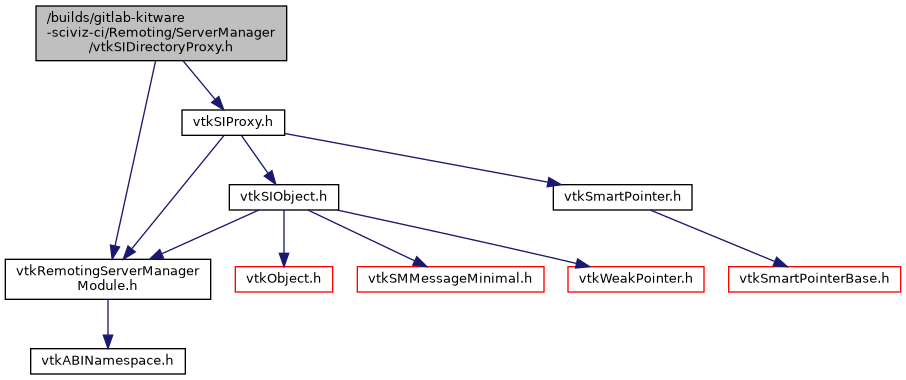 /builds/gitlab-kitware
-sciviz-ci/Remoting/ServerManager
/vtkSIDirectoryProxy.h
vtkSIProxy.h
vtkSIObject.h
vtkSmartPointer.h
vtkRemotingServerManager
Module.h
vtkObject.h
vtkSMMessageMinimal.h
vtkWeakPointer.h
vtkSmartPointerBase.h
vtkABINamespace.h